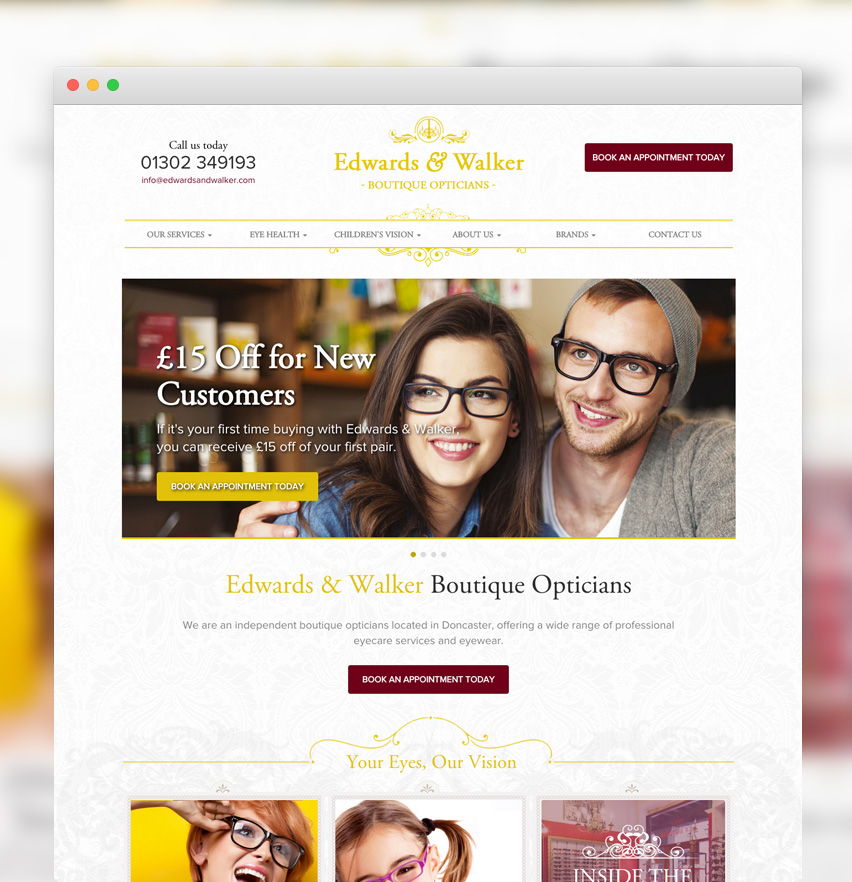 Call us today
01302 349193
info@edwardsandwalker.com
Edwards & Walker
- BOUTIQUE OPTICIANS -
BOOK AN APPOINTMENT TODAY
OUR SERVICES
EYE HEALTH
CHILDREN'S VISION
ABOUT US
BRANDS
CONTACT US
£15 Off for New
Customers
If it's your first time buying with Edwards & Walker,
you can receive £15 off of your first pair.
BOOK AN APPOINTMENT TODAY
Edwards & Walker Boutique Opticians
We are an independent boutique opticians located in Doncaster, offering a wide range of professional
eyecare services and eyewear.
BOOK AN APPOINTMENT TODAY
Your Eyes, Our Vision
INSIDE THE